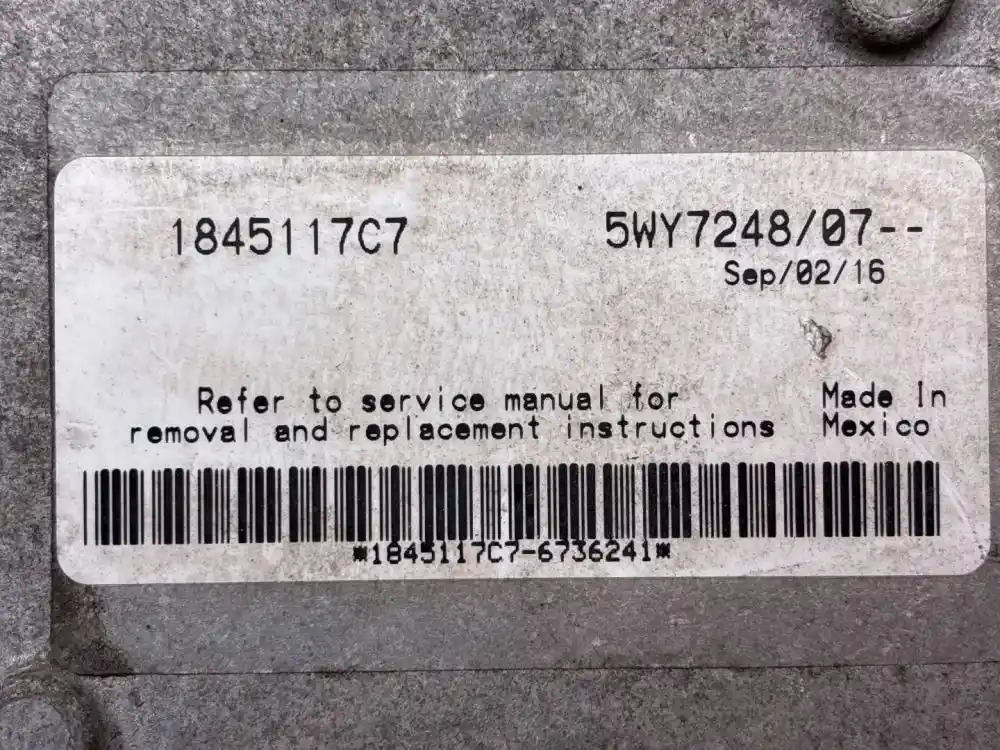 1845117C7 5WY7248/07--
Sep/02/16
Refer to service manual for Made In
removal and replacement instructions Mexico
*1845117C7-6736241*